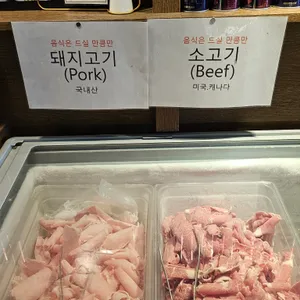 음식은 드실 만큼만
돼지고기
(Pork)
국내산
음식은 드실 만큼만
소고기
(Beef)
미국.캐나다